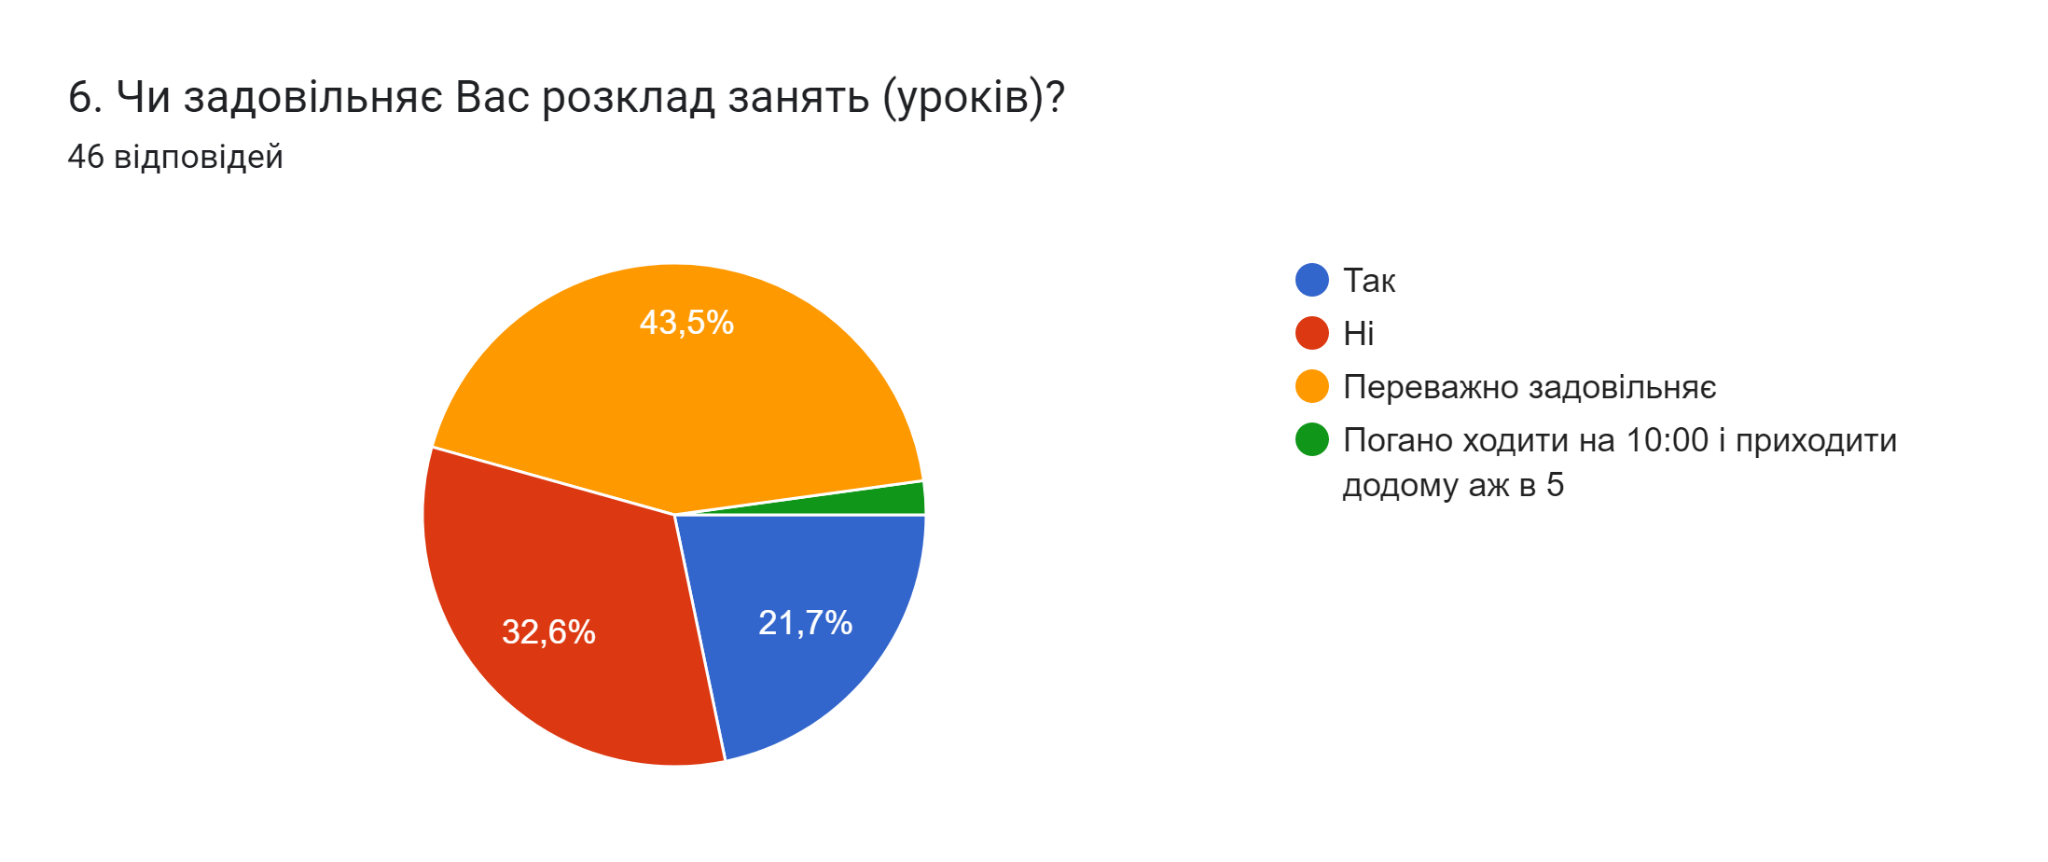 6. Чи задовільняє Вас розклад занять (уроків)?
46 відповідей
43,5%
32,6%
21,7%
Так
Ні
Переважно задовільняє
Погано ходити на 10:00 і приходити
додому аж в 5